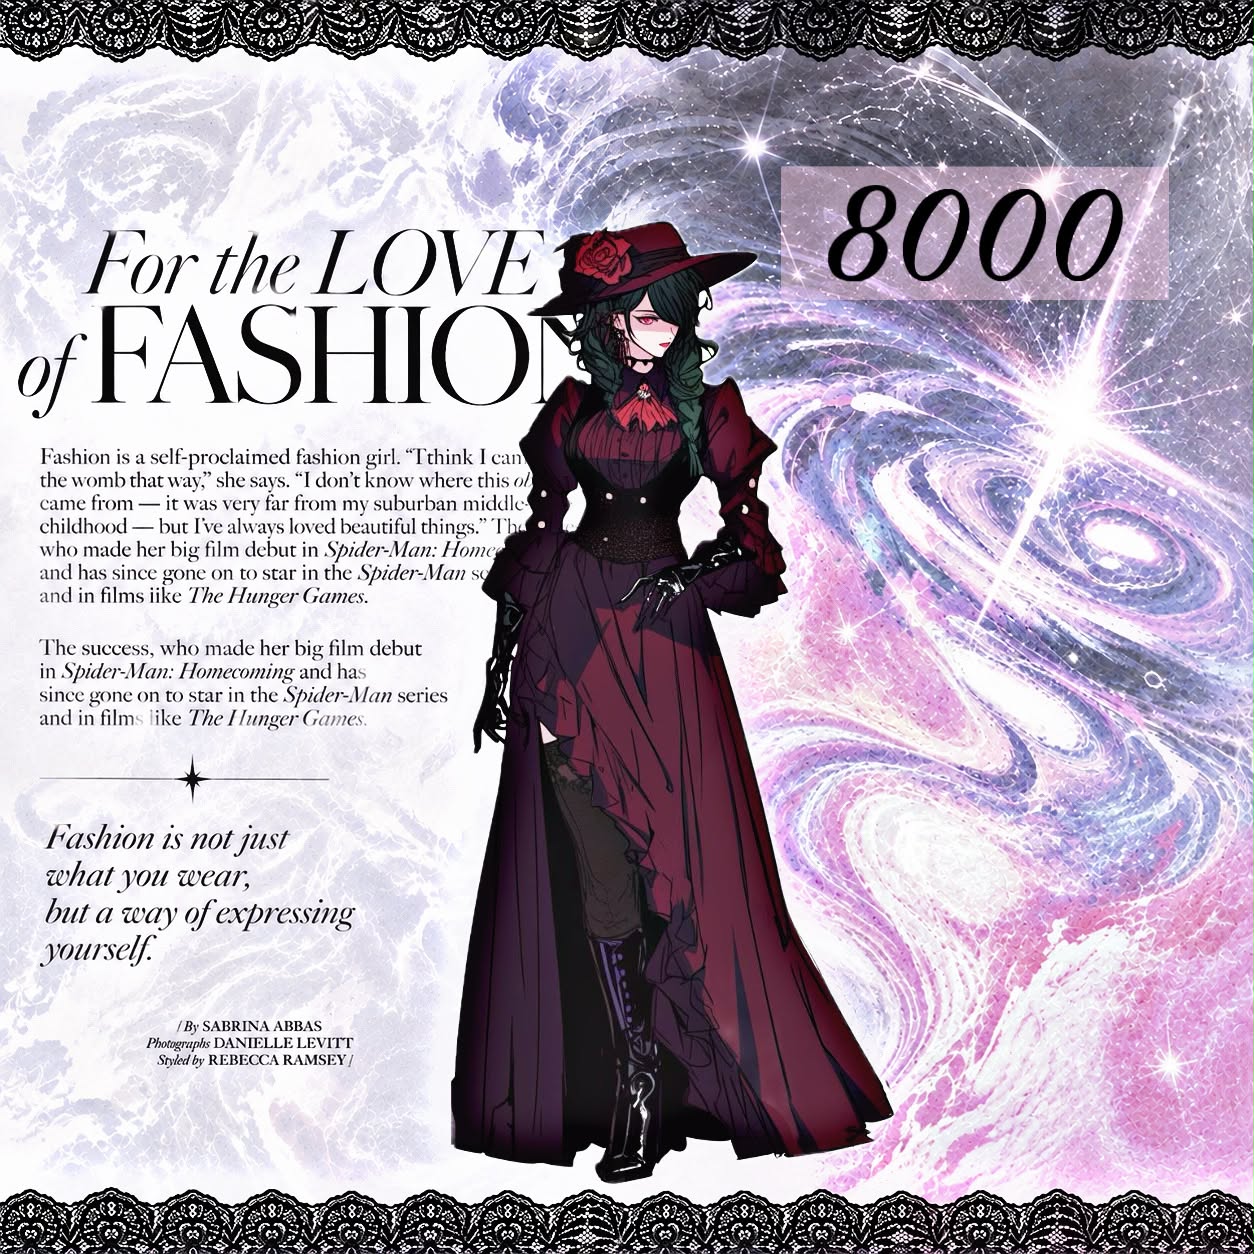 8000
For the LOVE
of FASHION
Fashion is a self-proclaimed fashion girl. “Tthink I can
the womb that way,” she says. “I don’t know where this
came from — it was very far from my suburban middle-
childhood — but I’ve always loved beautiful things.” The
who made her big film debut in Spider-Man:
and has since gone on to star in the Spider-Man
and in films iike The Hunger Games.
The success, who made her big film debut
in Spider-Man: Homecoming and has
since gone on to star in the Spider-Man series
and in films like The Hunger Games.
Fashion is not just
what you wear,
but a way of expressing
yourself.
/ By SABRINA ABBAS
Photographs DANIELLE LEVITT
Styled by REBECCA RAMSEY /